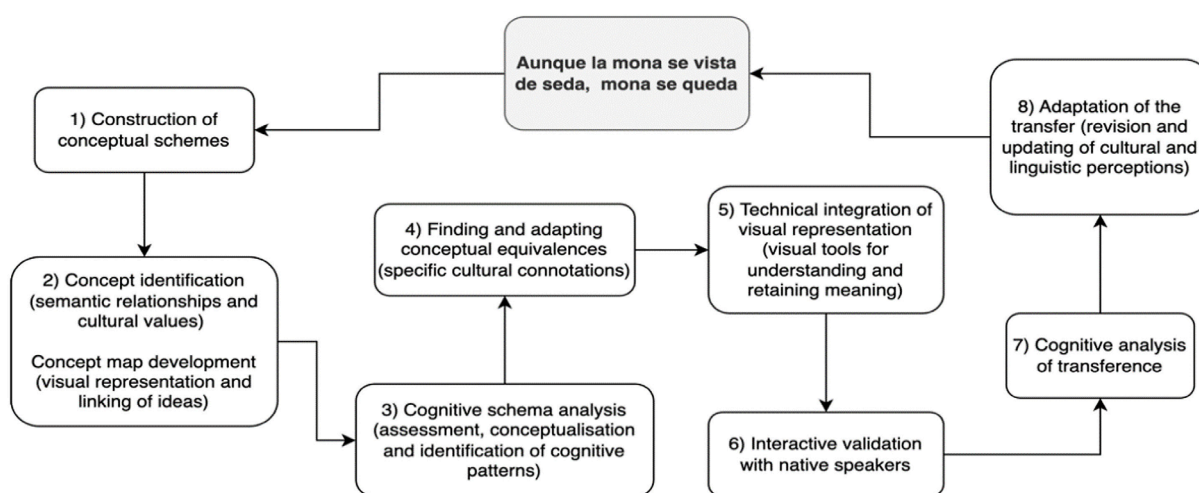 Aunque la mona se vista
de seda, mona se queda
1) Construction of
conceptual schemes
2) Concept identification
(semantic relationships and
cultural values)
Concept map development
(visual representation and
linking of ideas)
3) Cognitive schema analysis
(assessment, conceptualisation
and identification of cognitive
patterns)
4) Finding and adapting
conceptual equivalences
(specific cultural connotations)
5) Technical integration of
visual representation
(visual tools for
understanding and
retaining meaning)
6) Interactive validation
with native speakers
7) Cognitive analysis
of transference
8) Adaptation of the
transfer (revision and
updating of cultural and
linguistic perceptions)